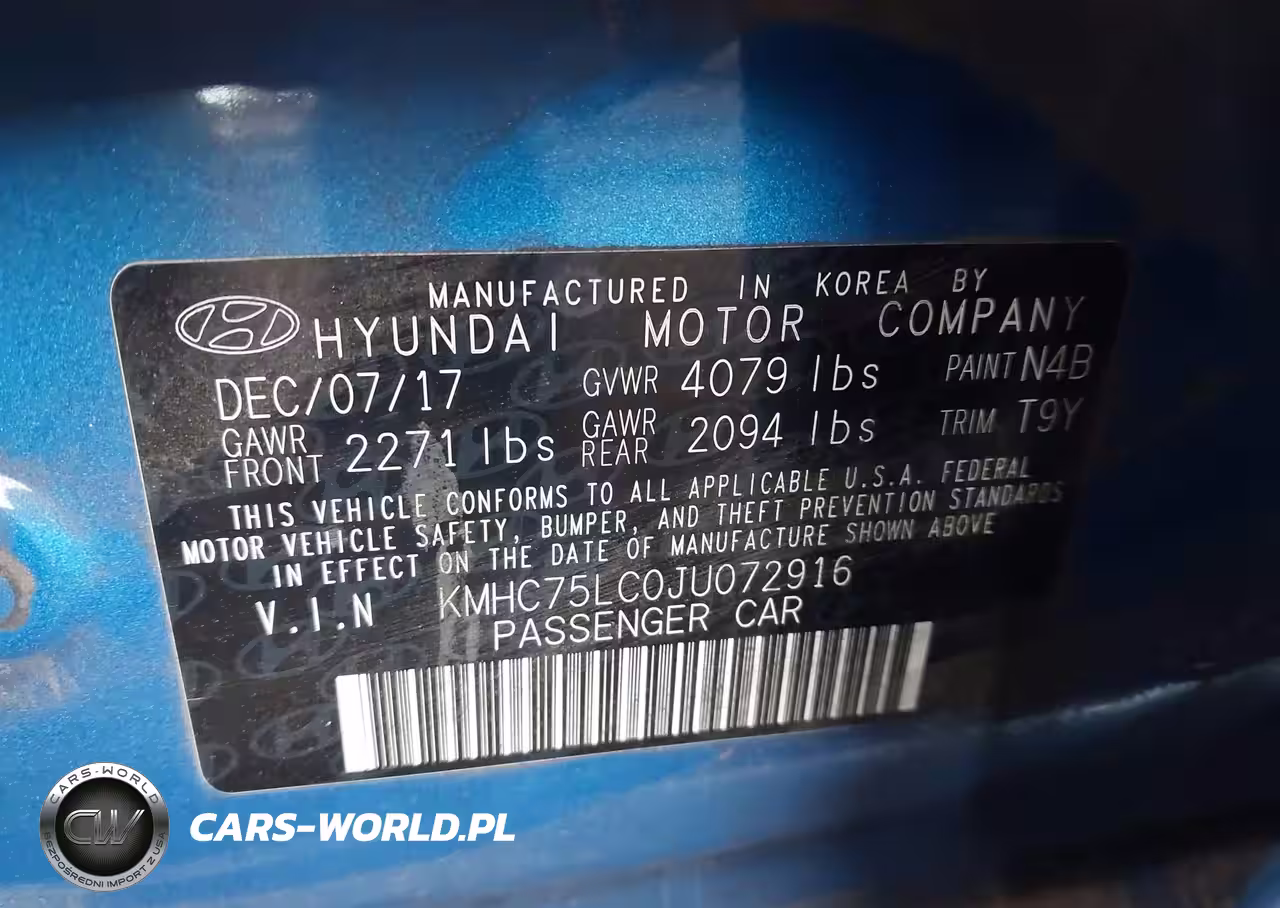 MANUFACTURED IN KOREA BY
HYUNDAI MOTOR COMPANY
DEC/07/17 GVWR 4079 lbs PAINT N4B
GAWR FRONT 2271 lbs GAWR REAR 2094 lbs TRIM T9Y
THIS VEHICLE CONFORMS TO ALL APPLICABLE U.S.A. FEDERAL
MOTOR VEHICLE SAFETY, BUMPER, AND THEFT PREVENTION STANDARDS
IN EFFECT ON THE DATE OF MANUFACTURE SHOWN ABOVE
V.I.N KMHC75LC0JU072916
PASSENGER CAR
CARS-WORLD
CW
BEZPOŚREDNI IMPORT Z USA
CARS-WORLD.PL